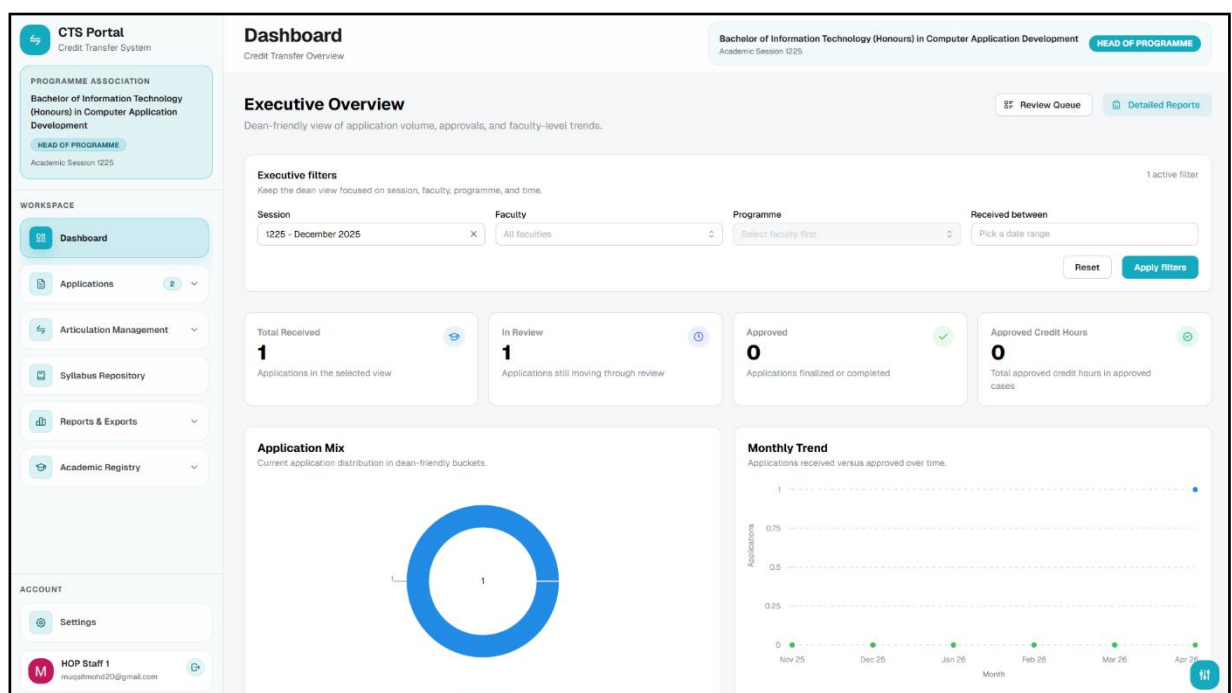 CTS Portal
Credit Transfer System
PROGRAMME ASSOCIATION
Bachelor of Information Technology
(Honours) in Computer Application
Development
HEAD OF PROGRAMME
Academic Session 1225
WORKSPACE
Dashboard
Applications 2
Articulation Management
Syllabus Repository
Reports & Exports
Academic Registry
ACCOUNT
Settings
M
HOP Staff 1
muqsitmohd20@gmail.com
Dashboard
Credit Transfer Overview
Bachelor of Information Technology (Honours) in Computer Application Development
Academic Session 1225
HEAD OF PROGRAMME
Executive Overview
Dean-friendly view of application volume, approvals, and faculty-level trends.
Review Queue
Detailed Reports
Executive filters
Keep the dean view focused on session, faculty, programme, and time.
1 active filter
Session
1225 - December 2025
Faculty
All faculties
Programme
Select faculty first
Received between
Pick a date range
Reset
Apply filters
Total Received
1
Applications in the selected view
In Review
1
Applications still moving through review
Approved
0
Applications finalized or completed
Approved Credit Hours
0
Total approved credit hours in approved
cases
Application Mix
Current application distribution in dean-friendly buckets.
1
1
Monthly Trend
Applications received versus approved over time.
Applications
1
0.75
0.5
0.25
0
Nov 25 Dec 25 Jan 26 Feb 26 Mar 26 Apr 26
Month